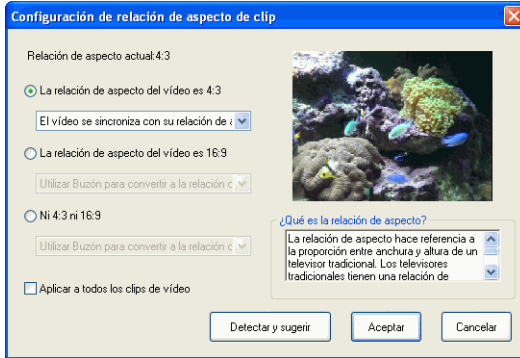 Configuración de relación de aspecto de clip
Relación de aspecto actual:4:3
La relación de aspecto del vídeo es 4:3
El vídeo se sincroniza con su relación de
La relación de aspecto del vídeo es 16:9
Utilizar Buzón para convertir a la relación
Ni 4:3 ni 16:9
Utilizar Buzón para convertir a la relación
Aplicar a todos los clips de vídeo
¿Qué es la relación de aspecto?
La relación de aspecto hace referencia a
la proporción entre anchura y altura de un
televisor tradicional. Los televisores
tradicionales tienen una relación de
Detectar y sugerir
Aceptar
Cancelar